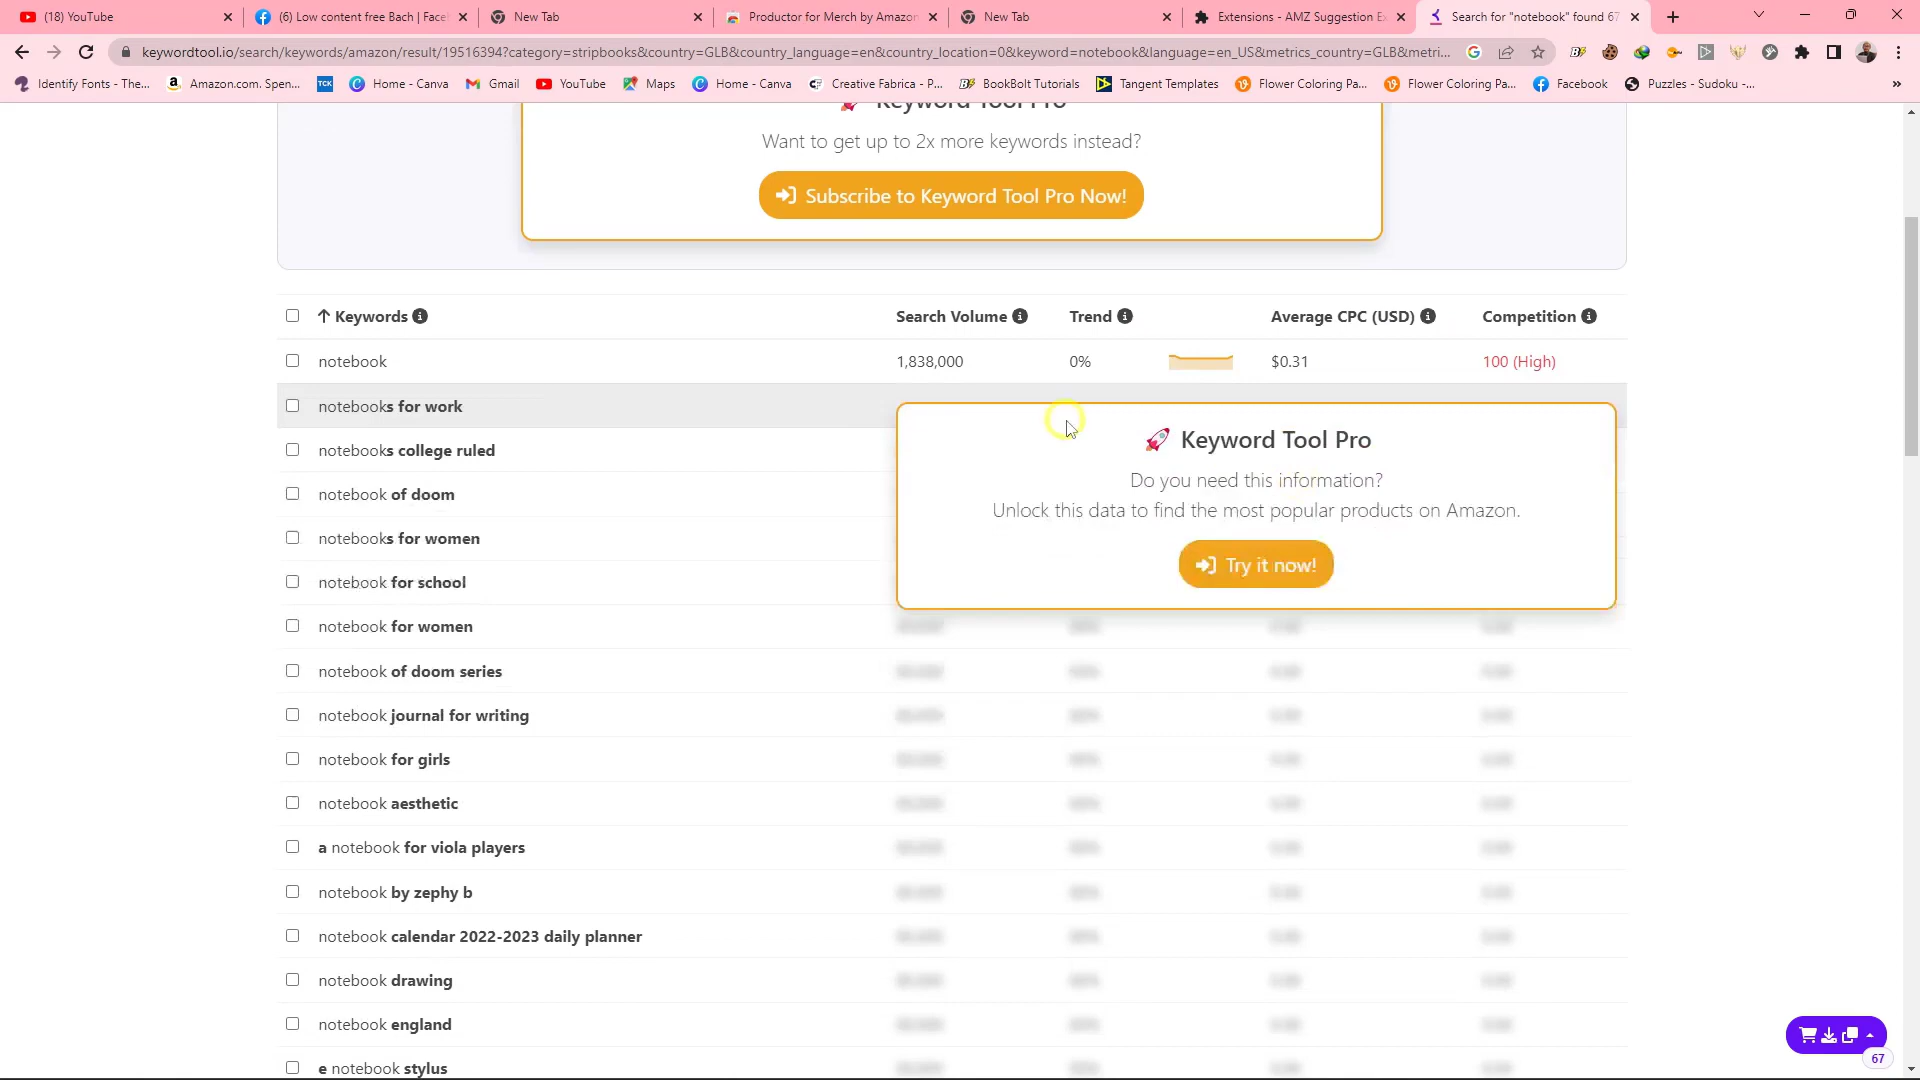 (18) YouTube
(6) Low content free Bach | Face
New Tab
Productor for Merch by Amazon
New Tab
Extensions - AMZ Suggestion Ex
Search for "notebook" found 67
keywordtool.io/search/keywords/amazon/result/19516394?category=stripbooks&country=GLB&country_language=en&country_location=0&keyword=notebook&language=en_US&metrics_country=GLB&metri...
Identify Fonts - The...
Amazon.com. Spen...
TCK
Home - Canva
Gmail
YouTube
Maps
Home - Canva
Creative Fabrica - P...
BookBolt Tutorials
Tangent Templates
Flower Coloring Pa...
Flower Coloring Pa...
Facebook
Puzzles - Sudoku -...
Keyword Tool Pro
Want to get up to 2x more keywords instead?
Subscribe to Keyword Tool Pro Now!
Keywords Search Volume Trend Average CPC (USD) Competition
notebook 1,838,000 0% $0.31 100 (High)
notebooks for work
notebooks college ruled
notebook of doom
notebooks for women
notebook for school
Keyword Tool Pro
Do you need this information?
Unlock this data to find the most popular products on Amazon.
Try it now!
notebook for women
notebook of doom series
notebook journal for writing
notebook for girls
notebook aesthetic
a notebook for viola players
notebook by zephy b
notebook calendar 2022-2023 daily planner
notebook drawing
notebook england
e notebook stylus
67